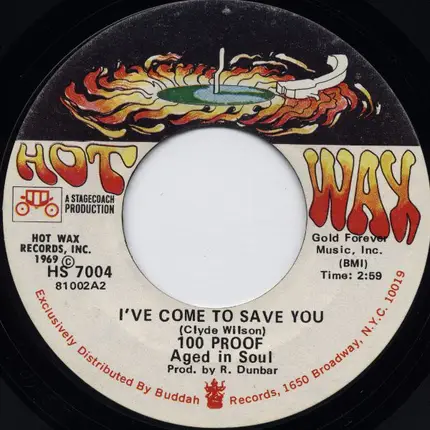 HOT WAX
A STAGECOACH
PRODUCTION
HOT WAX
RECORDS, INC.
1969 ©
HS 7004
81002A2
Gold Forever
Music, Inc.
(BMI)
Time: 2:59
I'VE COME TO SAVE YOU
(Clyde Wilson)
100 PROOF
Aged in Soul
Prod. by R. Dunbar
Exclusively Distributed by Buddah Records, 1650 Broadway, N.Y.C. 10019